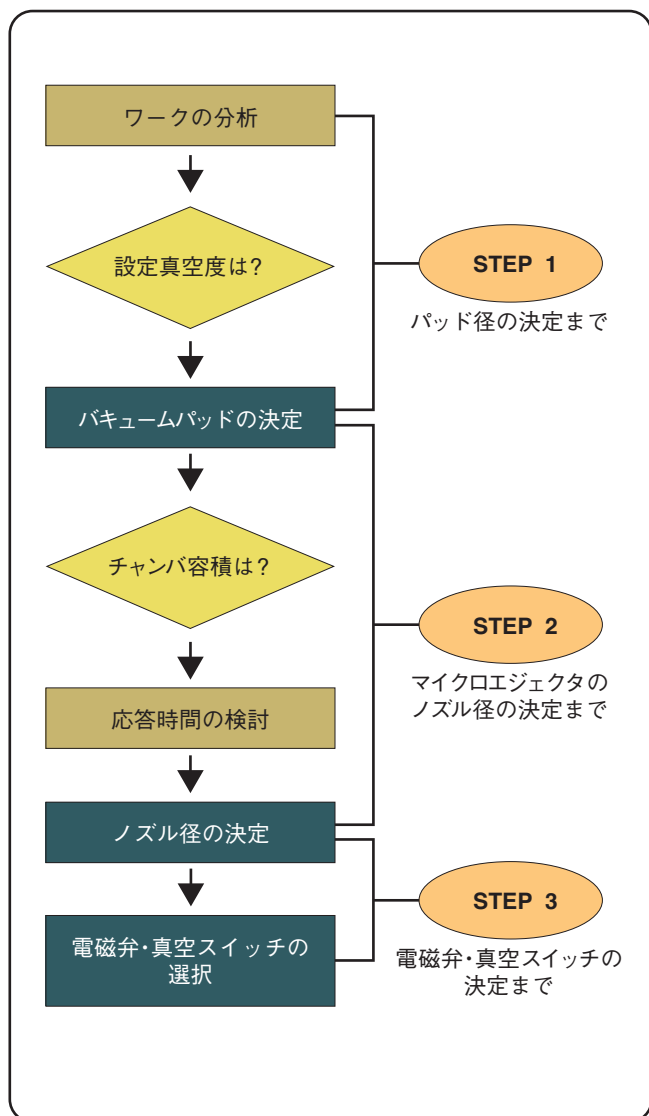 ワークの分析
設定真空度は？
STEP 1
パッド径の決定まで
バキュームパッドの決定
チャンバ容積は？
STEP 2
マイクロエジェクタの
ノズル径の決定まで
応答時間の検討
ノズル径の決定
STEP 3
電磁弁・真空スイッチの
決定まで
電磁弁・真空スイッチの
選択